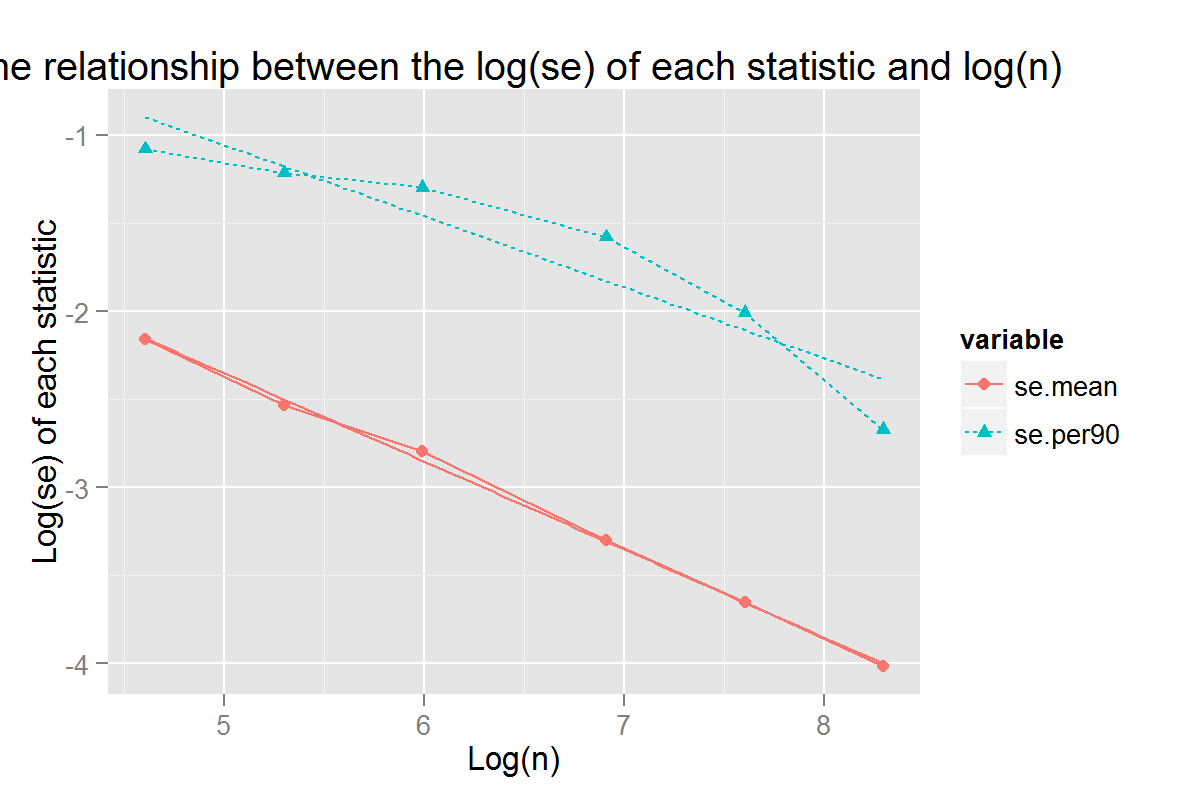 relationship between the log(se) of each statistic and log(n)
Log(se) of each statistic
-1
-2
-3
-4
5
6
7
8
Log(n)
variable
se.mean
se.per90